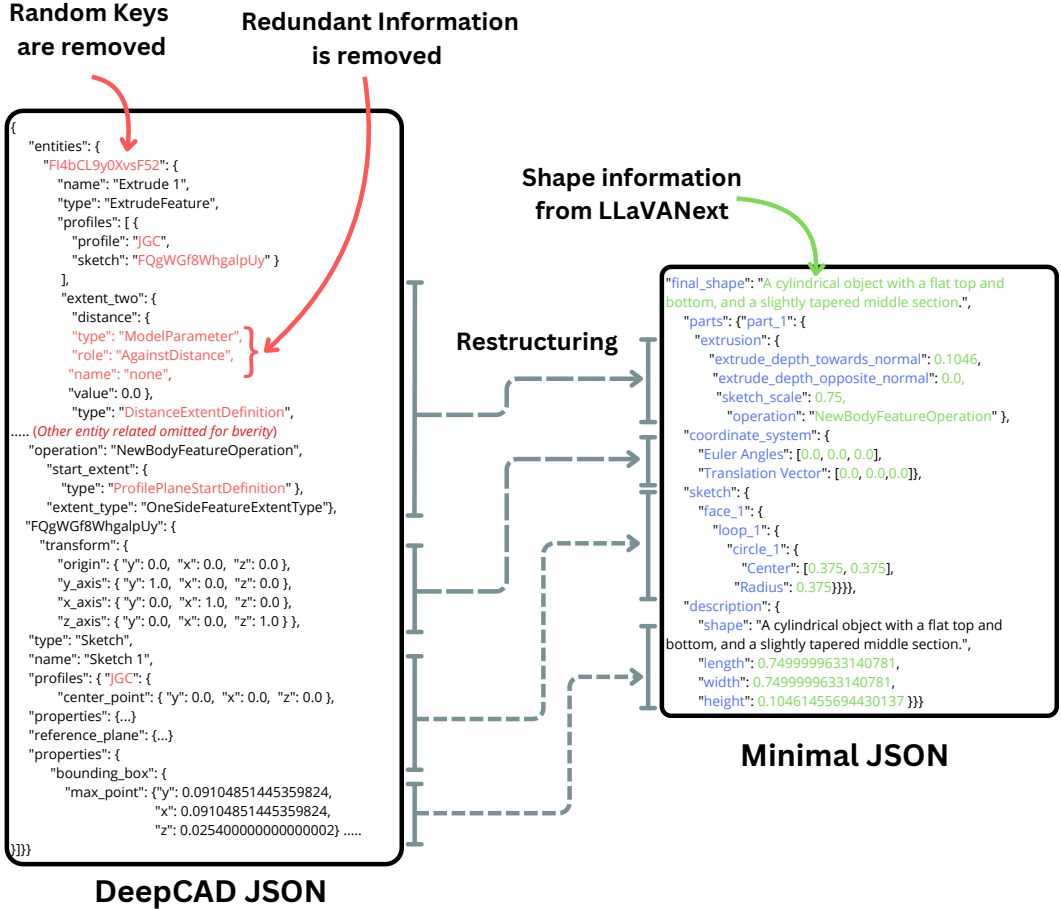 Random Keys
are removed
Redundant Information
is removed
{
"entities": {
"FI4bCL9y0XvsF52": {
"name": "Extrude 1",
"type": "ExtrudeFeature",
"profiles": [ {
"profile": "JGC",
"sketch": "FQgWGf8WhgalpUy" }
],
"extent_two": {
"distance": {
"type": "ModelParameter",
"role": "AgainstDistance",
"name": "none",
"value": 0.0 },
"type": "DistanceExtentDefinition",
..... (Other entity related omitted for bverity)
"operation": "NewBodyFeatureOperation",
"start_extent": {
"type": "ProfilePlaneStartDefinition" },
"extent_type": "OneSideFeatureExtentType"},
"FQgWGf8WhgalpUy": {
"transform": {
"origin": { "y": 0.0, "x": 0.0, "z": 0.0 },
"y_axis": { "y": 1.0, "x": 0.0, "z": 0.0 },
"x_axis": { "y": 0.0, "x": 1.0, "z": 0.0 },
"z_axis": { "y": 0.0, "x": 0.0, "z": 1.0 } },
"type": "Sketch",
"name": "Sketch 1",
"profiles": { "JGC": {
"center_point": { "y": 0.0, "x": 0.0, "z": 0.0 },
"properties": {...}
"reference_plane": {...}
"properties": {
"bounding_box": {
"max_point": {"y": 0.09104851445359824,
"x": 0.09104851445359824,
"z": 0.025400000000000002} .....
}]}}
DeepCAD JSON
Restructuring
Shape information
from LLaVANext
"final_shape": "A cylindrical object with a flat top and
bottom, and a slightly tapered middle section.",
"parts": {"part_1": {
"extrusion": {
"extrude_depth_towards_normal": 0.1046,
"extrude_depth_opposite_normal": 0.0,
"sketch_scale": 0.75,
"operation": "NewBodyFeatureOperation" },
"coordinate_system": {
"Euler Angles": [0.0, 0.0, 0.0],
"Translation Vector": [0.0, 0.0,0.0]},
"sketch": {
"face_1": {
"loop_1": {
"circle_1": {
"Center": [0.375, 0.375],
"Radius": 0.375}}}},
"description": {
"shape": "A cylindrical object with a flat top and
bottom, and a slightly tapered middle section.",
"length": 0.7499999633140781,
"width": 0.7499999633140781,
"height": 0.10461455694430137 }}}
Minimal JSON